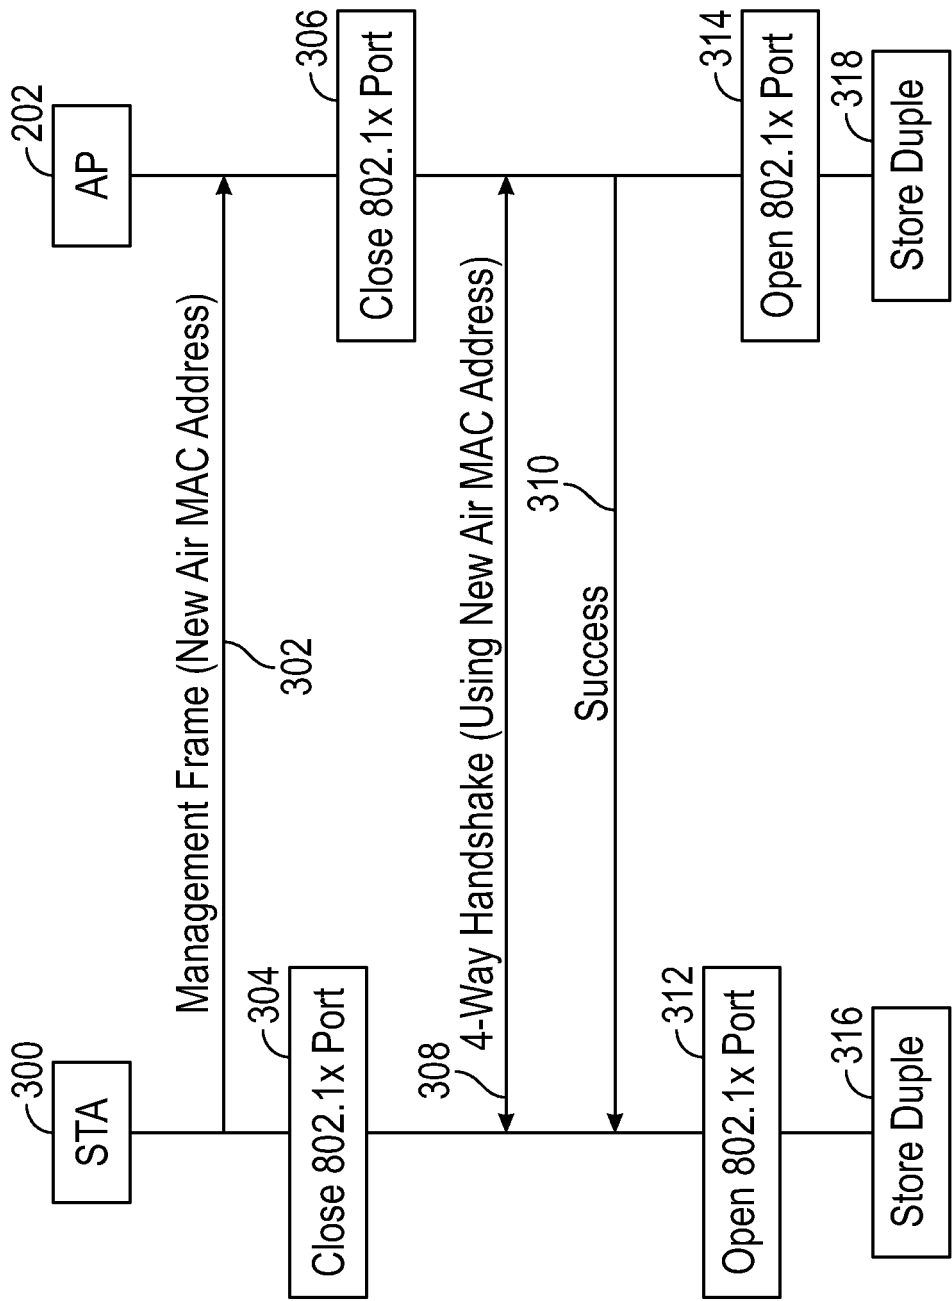 300
STA
202
AP
Management Frame (New Air MAC Address)
302
304
Close 802.1x Port
306
Close 802.1x Port
308
4-Way Handshake (Using New Air MAC Address)
310
Success
312
Open 802.1x Port
314
Open 802.1x Port
316
Store Duple
318
Store Duple